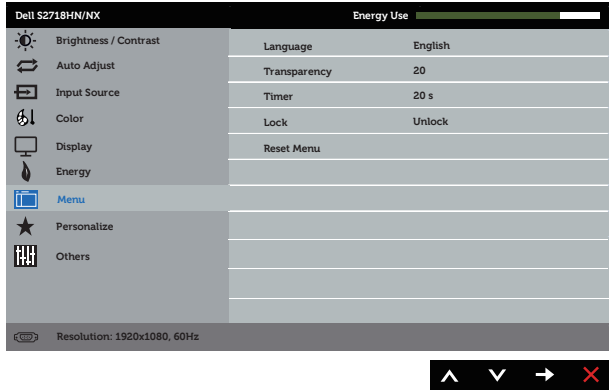 Dell S2718HN/NX Energy Use
Brightness / Contrast
Auto Adjust
Input Source
Color
Display
Energy
Menu
Personalize
Others
Language English
Transparency 20
Timer 20 s
Lock Unlock
Reset Menu
Resolution: 1920x1080, 60Hz